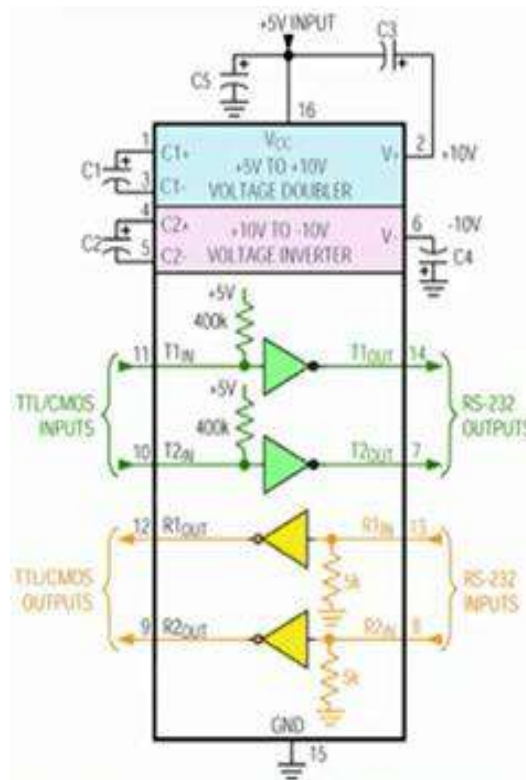 +5V INPUT
C3
C5
16
1
C1+
VCC
V+
2
+10V
C1
+5V TO +10V
3
C1-
VOLTAGE DOUBLER
4
C2+
+10V TO -10V
6
-10V
C2
V-
5
C2-
VOLTAGE INVERTER
C4
+5V
400k
11
T1IN
T1OUT
14
+5V
TTL/CMOS
INPUTS
RS-232
OUTPUTS
400k
10
T2IN
T2OUT
7
12
R1OUT
R1IN
13
TTL/CMOS
OUTPUTS
5k
RS-232
INPUTS
9
R2OUT
R2IN
8
5k
GND
15